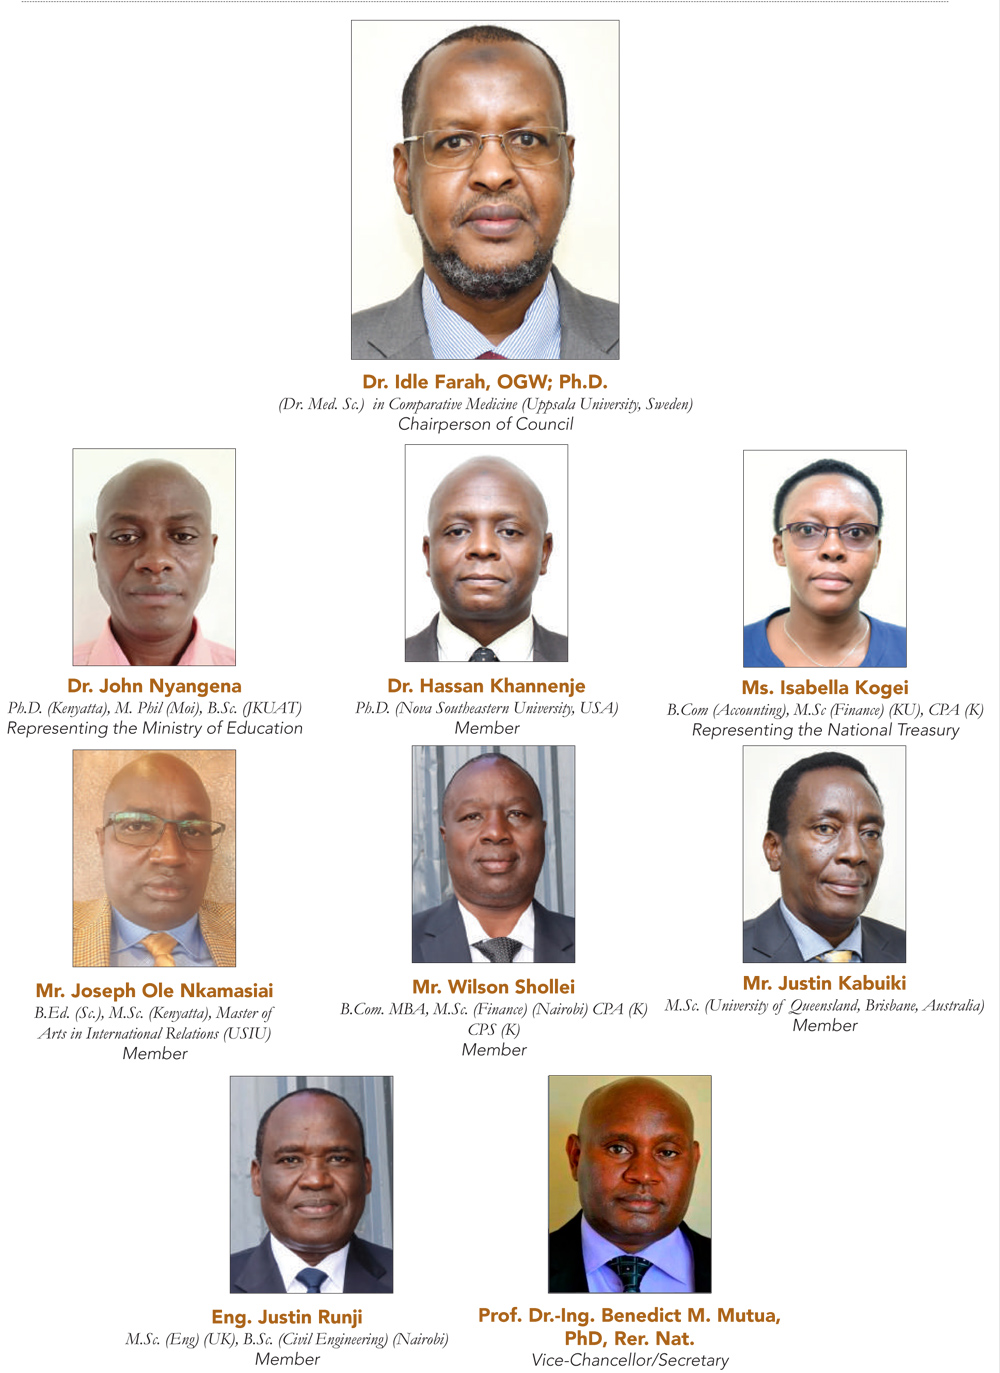 Dr. Idle Farah, OGW; Ph.D.
(Dr. Med. Sc.) in Comparative Medicine (Uppsala University, Sweden)
Chairperson of Council
Dr. John Nyangena
Ph.D. (Kenyatta), M. Phil (Moi), B.Sc. (JKUAT)
Representing the Ministry of Education
Dr. Hassan Khannenje
Ph.D. (Nova Southeastern University, USA)
Member
Ms. Isabella Kogei
B.Com (Accounting), M.Sc (Finance) (KU), CPA (K)
Representing the National Treasury
Mr. Joseph Ole Nkamasiai
B.Ed. (Sc.), M.Sc. (Kenyatta), Master of
Arts in International Relations (USIU)
Member
Mr. Wilson Shollei
B.Com. MBA, M.Sc. (Finance) (Nairobi) CPA (K)
CPS (K)
Member
Mr. Justin Kabuiki
M.Sc. (University of Queensland, Brisbane, Australia)
Member
Eng. Justin Runji
M.Sc. (Eng) (UK), B.Sc. (Civil Engineering) (Nairobi)
Member
Prof. Dr.-Ing. Benedict M. Mutua,
PhD, Rer. Nat.
Vice-Chancellor/Secretary